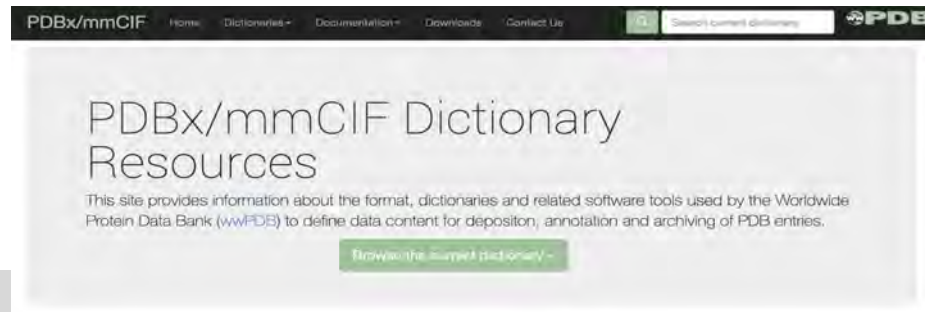 PDBx/mmCIF Home Dictionaries Documentation Downloads Contact Us Search current dictionary PDB
PDBx/mmCIF Dictionary
Resources
This site provides information about the format, dictionaries and related software tools used by the Worldwide
Protein Data Bank (wwPDB) to define data content for depositon, annotation and archiving of PDB entries.
Browse the current dictionary